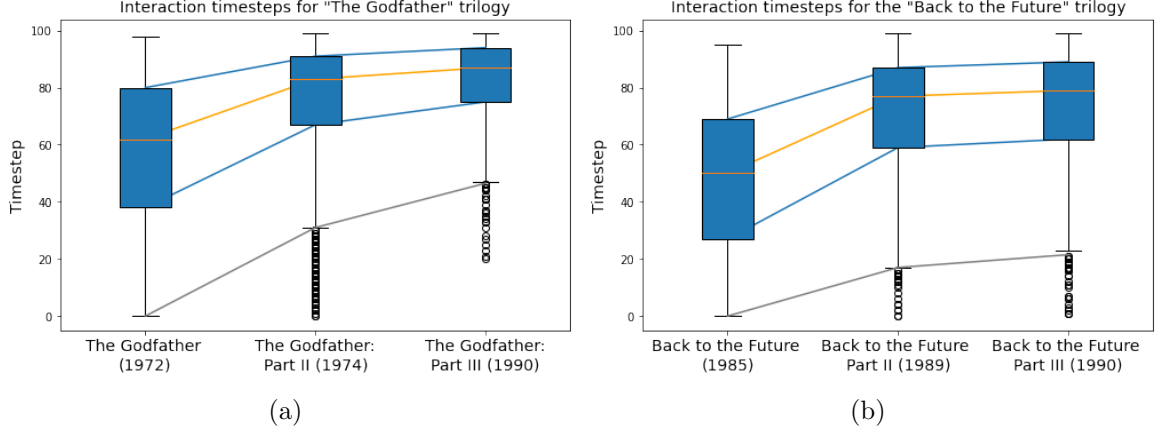 Interaction timesteps for "The Godfather" trilogy
100
80
60
40
20
0
Timestep
The Godfather
(1972)
The Godfather:
Part II (1974)
The Godfather:
Part III (1990)
(a)
Interaction timesteps for the "Back to the Future" trilogy
100
80
60
40
20
0
Timestep
Back to the Future
(1985)
Back to the Future
Part II (1989)
Back to the Future
Part III (1990)
(b)